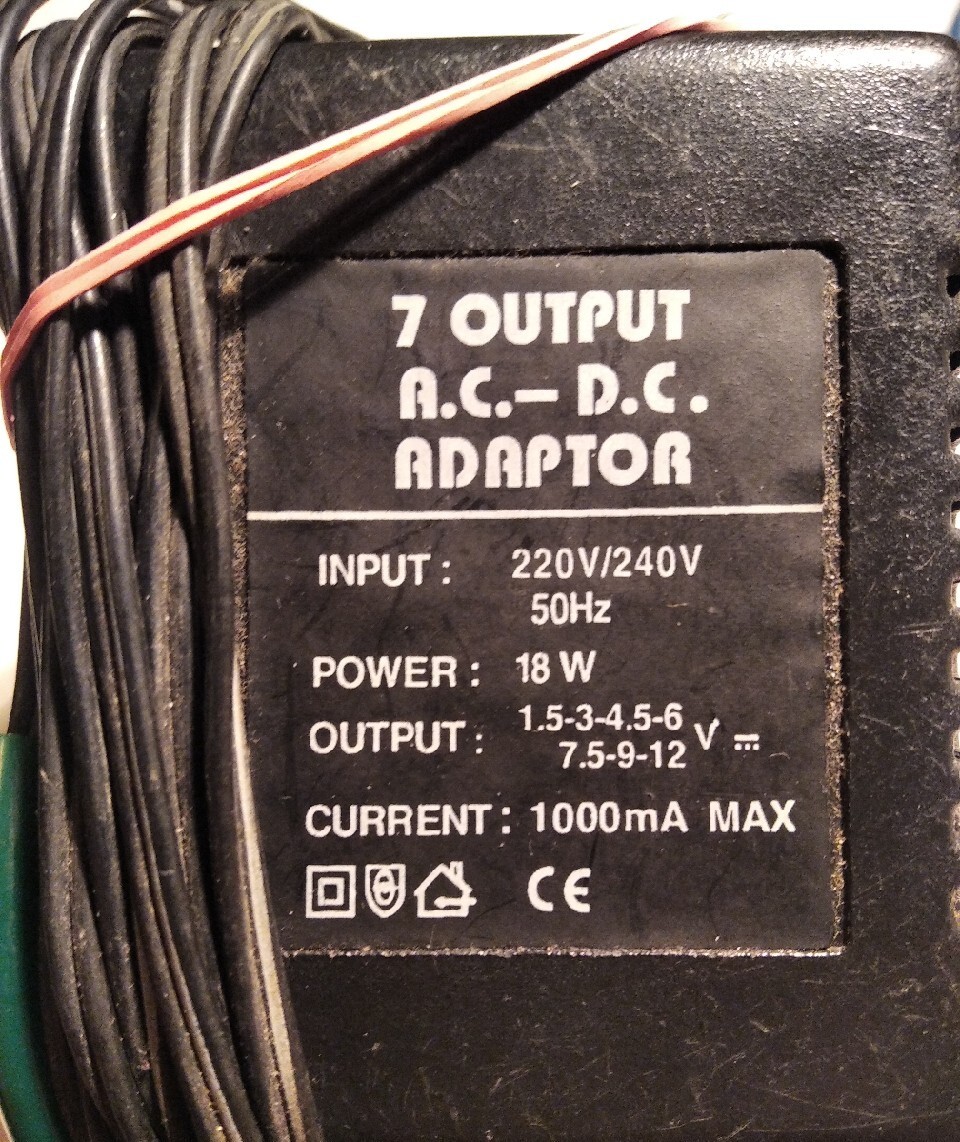 7 OUTPUT
A.C.– D.C.
ADAPTOR
INPUT : 220V/240V
50Hz
POWER : 18 W
OUTPUT : 1.5-3-4.5-6
7.5-9-12 V ⎓
CURRENT : 1000mA MAX
CE